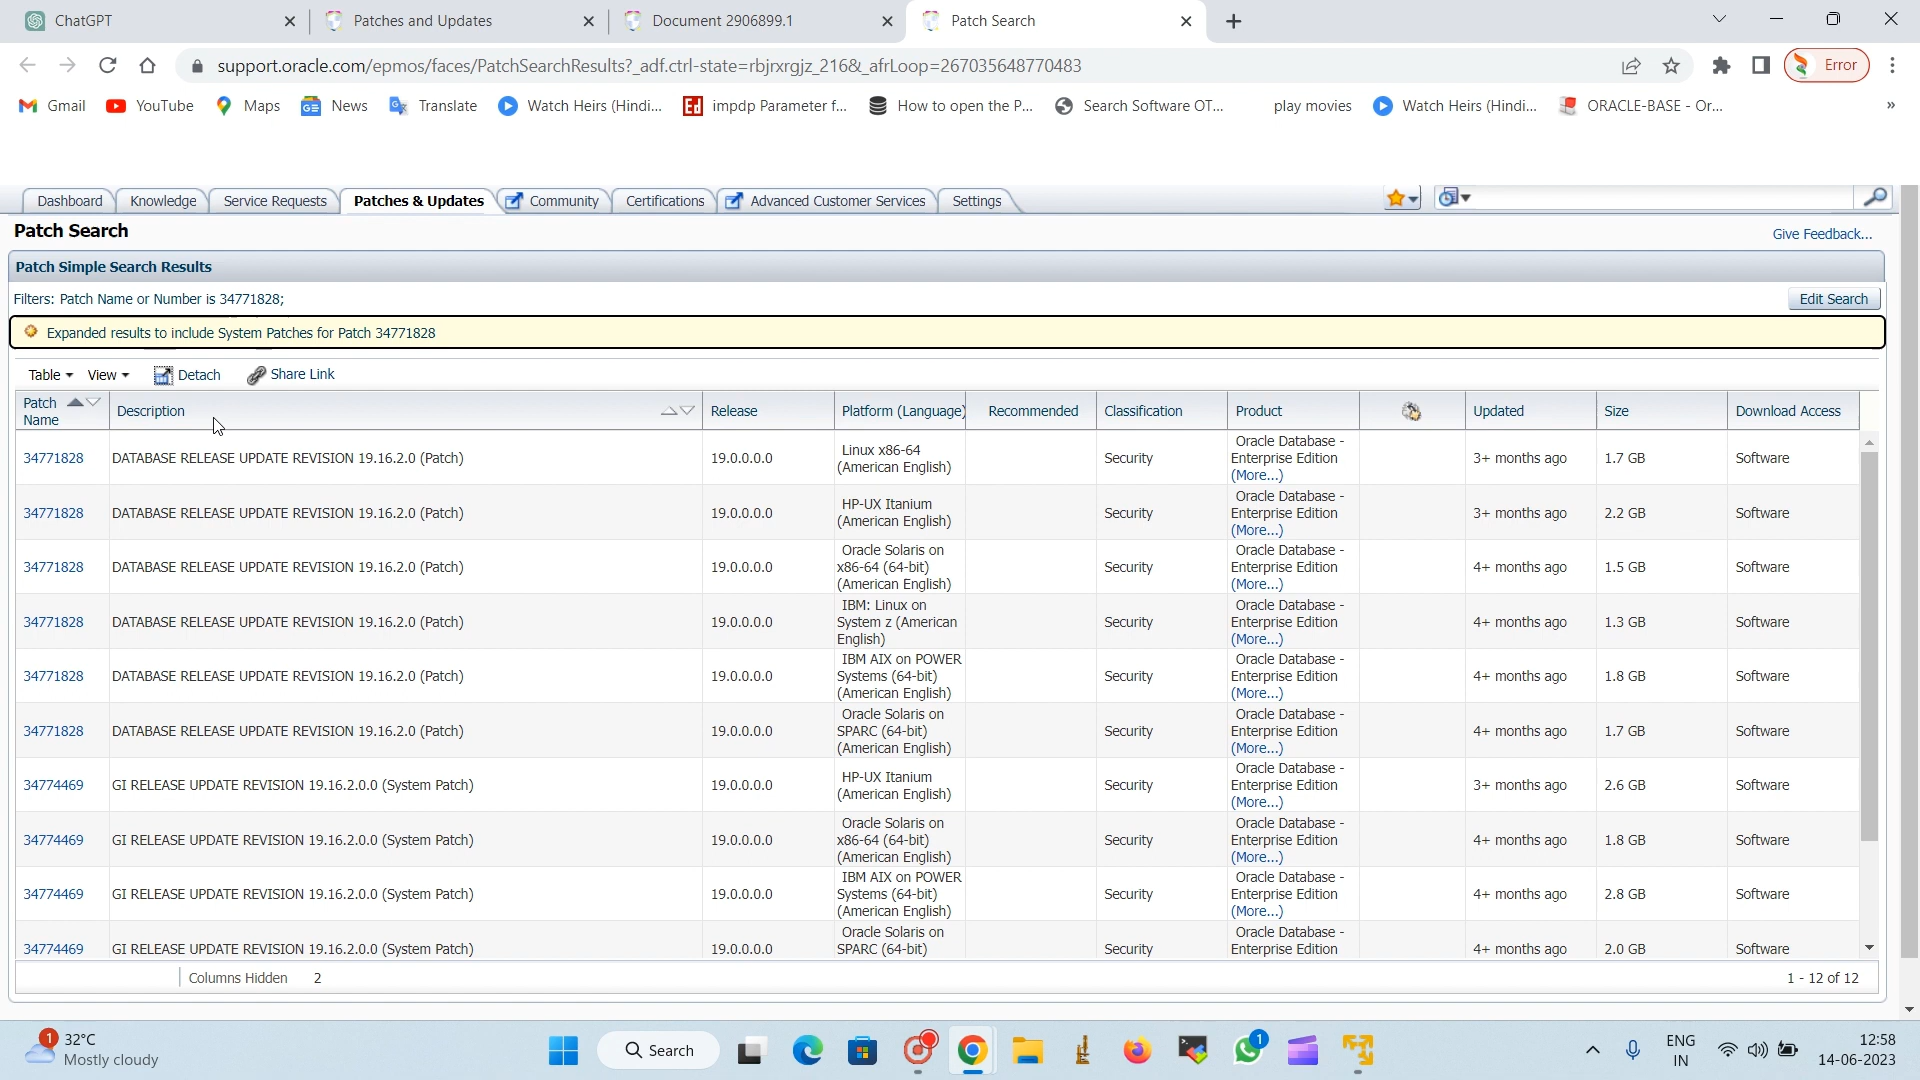 ChatGPT
Patches and Updates
Document 2906899.1
Patch Search
support.oracle.com/epmos/faces/PatchSearchResults?_adf.ctrl-state=rbjrxrgjz_216&_afrLoop=267035648770483
Error
Gmail YouTube Maps News Translate Watch Heirs (Hindi... impdp Parameter f... How to open the P... Search Software OT... play movies Watch Heirs (Hindi... ORACLE-BASE - Or... »
Dashboard Knowledge Service Requests Patches & Updates Community Certifications Advanced Customer Services Settings
Patch Search
Give Feedback...
Patch Simple Search Results
Filters: Patch Name or Number is 34771828;
Edit Search
Expanded results to include System Patches for Patch 34771828
Table View Detach Share Link
Patch Name Description Release Platform (Language) Recommended Classification Product Updated Size Download Access
34771828 DATABASE RELEASE UPDATE REVISION 19.16.2.0 (Patch) 19.0.0.0.0 Linux x86-64 (American English) Security Oracle Database - Enterprise Edition (More...) 3+ months ago 1.7 GB Software
34771828 DATABASE RELEASE UPDATE REVISION 19.16.2.0 (Patch) 19.0.0.0.0 HP-UX Itanium (American English) Security Oracle Database - Enterprise Edition (More...) 3+ months ago 2.2 GB Software
34771828 DATABASE RELEASE UPDATE REVISION 19.16.2.0 (Patch) 19.0.0.0.0 Oracle Solaris on x86-64 (64-bit) (American English) Security Oracle Database - Enterprise Edition (More...) 4+ months ago 1.5 GB Software
34771828 DATABASE RELEASE UPDATE REVISION 19.16.2.0 (Patch) 19.0.0.0.0 IBM: Linux on System z (American English) Security Oracle Database - Enterprise Edition (More...) 4+ months ago 1.3 GB Software
34771828 DATABASE RELEASE UPDATE REVISION 19.16.2.0 (Patch) 19.0.0.0.0 IBM AIX on POWER Systems (64-bit) (American English) Security Oracle Database - Enterprise Edition (More...) 4+ months ago 1.8 GB Software
34771828 DATABASE RELEASE UPDATE REVISION 19.16.2.0 (Patch) 19.0.0.0.0 Oracle Solaris on SPARC (64-bit) (American English) Security Oracle Database - Enterprise Edition (More...) 4+ months ago 1.7 GB Software
34774469 GI RELEASE UPDATE REVISION 19.16.2.0.0 (System Patch) 19.0.0.0.0 HP-UX Itanium (American English) Security Oracle Database - Enterprise Edition (More...) 3+ months ago 2.6 GB Software
34774469 GI RELEASE UPDATE REVISION 19.16.2.0.0 (System Patch) 19.0.0.0.0 Oracle Solaris on x86-64 (64-bit) (American English) Security Oracle Database - Enterprise Edition (More...) 4+ months ago 1.8 GB Software
34774469 GI RELEASE UPDATE REVISION 19.16.2.0.0 (System Patch) 19.0.0.0.0 IBM AIX on POWER Systems (64-bit) (American English) Security Oracle Database - Enterprise Edition (More...) 4+ months ago 2.8 GB Software
34774469 GI RELEASE UPDATE REVISION 19.16.2.0.0 (System Patch) 19.0.0.0.0 Oracle Solaris on SPARC (64-bit) Security Oracle Database - Enterprise Edition 4+ months ago 2.0 GB Software
Columns Hidden 2
1 - 12 of 12
1
32°C
Mostly cloudy
Search
1
ENG
IN
12:58
14-06-2023